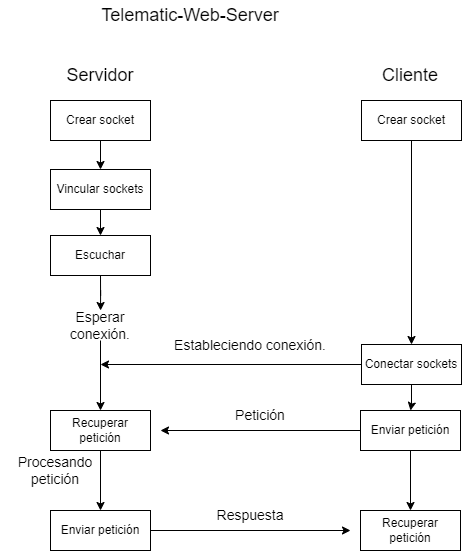 Telematic-Web-Server
Servidor
Cliente
Crear socket
Crear socket
Vincular sockets
Escuchar
Esperar
conexión.
Estableciendo conexión.
Conectar sockets
Petición
Recuperar
petición
Enviar petición
Procesando
petición
Respuesta
Enviar petición
Recuperar
petición